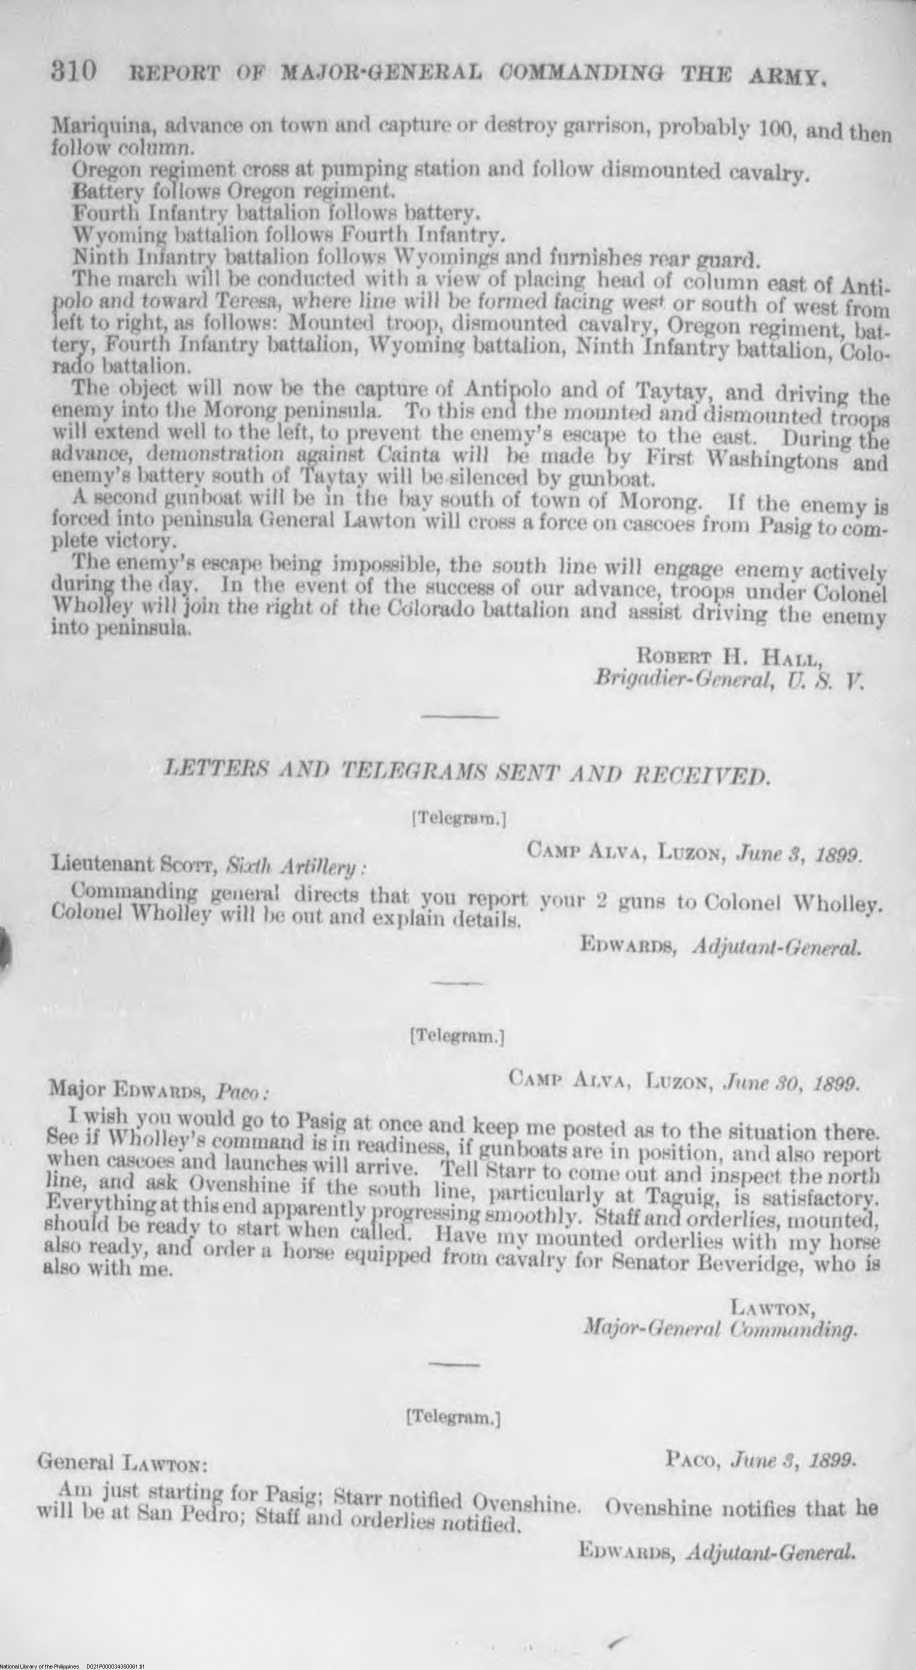 310 REPORT OF MAJOR-GENERAL COMMANDING THE ARMY.
Mariquina, advance on town and capture or destroy garrison, probably 100, and then
follow column.
Oregon regiment cross at pumping station and follow dismounted cavalry.
Battery follows Oregon regiment.
Fourth Infantry battalion follows battery.
Wyoming battalion follows Fourth Infantry.
Ninth Infantry battalion follows Wyomings and furnishes rear guard.
The march will be conducted with a view of placing head of column east of Anti-
polo and toward Teresa, where line will be formed facing west or south of west from
left to right, as follows: Mounted troop, dismounted cavalry, Oregon regiment, bat-
tery, Fourth Infantry battalion, Wyoming battalion, Ninth Infantry battalion, Colo-
rado battalion.
The object will now be the capture of Antipolo and of Taytay, and driving the
enemy into the Morong peninsula. To this end the mounted and dismounted troops
will extend well to the left, to prevent the enemy's escape to the east. During the
advance, demonstration against Cainta will be made by First Washingtons and
enemy's battery south of Taytay will be silenced by gunboat.
A second gunboat will be in the bay south of town of Morong. If the enemy is
forced into peninsula General Lawton will cross a force on cascoes from Pasig to com-
plete victory.
The enemy's escape being impossible, the south line will engage enemy actively
during the day. In the event of the success of our advance, troops under Colonel
Wholley will join the right of the Colorado battalion and assist driving the enemy
into peninsula.
ROBERT H. HALL,
Brigadier-General, U. S. V.
LETTERS AND TELEGRAMS SENT AND RECEIVED.
[Telegram.]
CAMP ALVA, LUZON, June 3, 1899.
Lieutenant SCOTT, Sixth Artillery:
Commanding general directs that you report your 2 guns to Colonel Wholley.
Colonel Wholley will be out and explain details.
EDWARDS, Adjutant-General.
[Telegram.]
CAMP ALVA, LUZON, June 30, 1899.
Major EDWARDS, Paco:
I wish you would go to Pasig at once and keep me posted as to the situation there.
See if Wholley's command is in readiness, if gunboats are in position, and also report
when cascoes and launches will arrive. Tell Starr to come out and inspect the north
line, and ask Ovenshine if the south line, particularly at Taguig, is satisfactory.
Everything at this end apparently progressing smoothly. Staff and orderlies, mounted,
should be ready to start when called. Have my mounted orderlies with my horse
also ready, and order a horse equipped from cavalry for Senator Beveridge, who is
also with me.
LAWTON,
Major-General Commanding.
[Telegram.]
PACO, June 3, 1899.
General LAWTON:
Am just starting for Pasig; Starr notified Ovenshine. Ovenshine notifies that he
will be at San Pedro; Staff and orderlies notified.
EDWARDS, Adjutant-General.
National Library of the Philippines